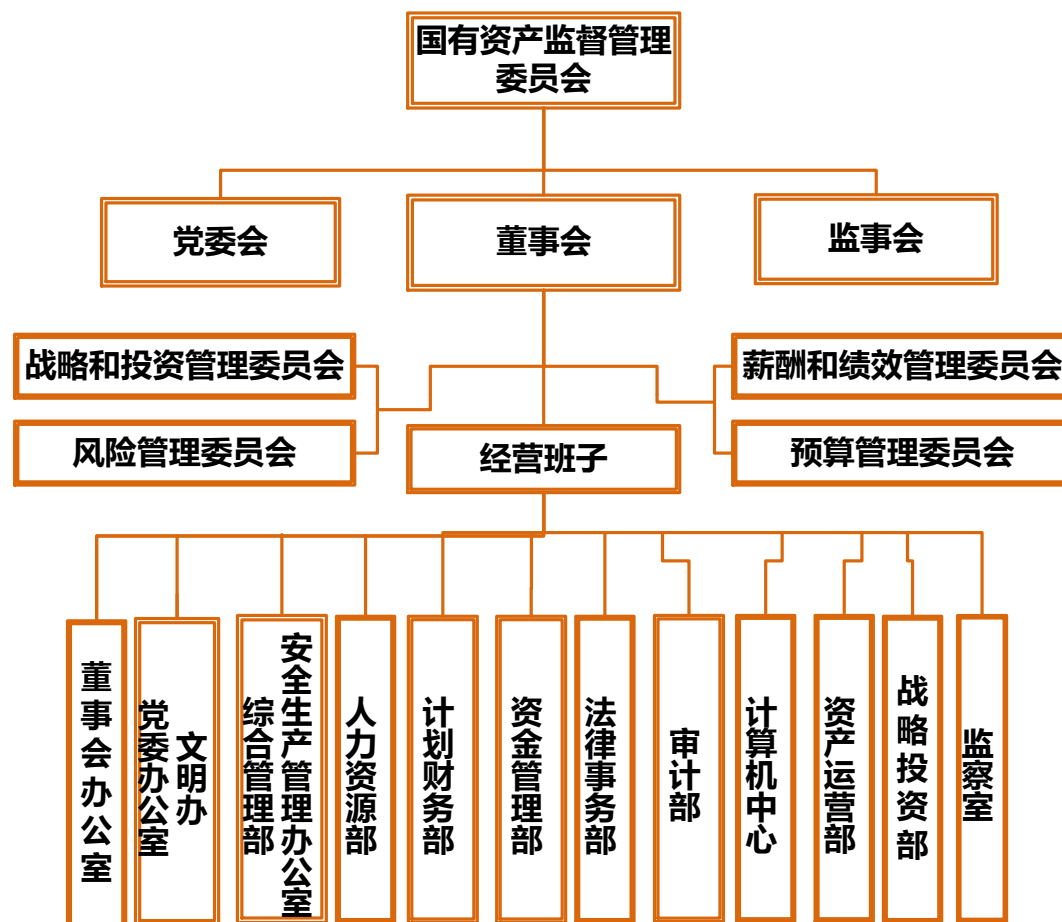 国有资产监督管理
委员会
党委会
董事会
监事会
战略和投资管理委员会
薪酬和绩效管理委员会
风险管理委员会
经营班子
预算管理委员会
董事会办公室
党委办公室
文明办
综合管理部
安全生产管理办公室
人力资源部
计划财务部
资金管理部
法律事务部
审计部
计算机中心
资产运营部
战略投资部
监察室